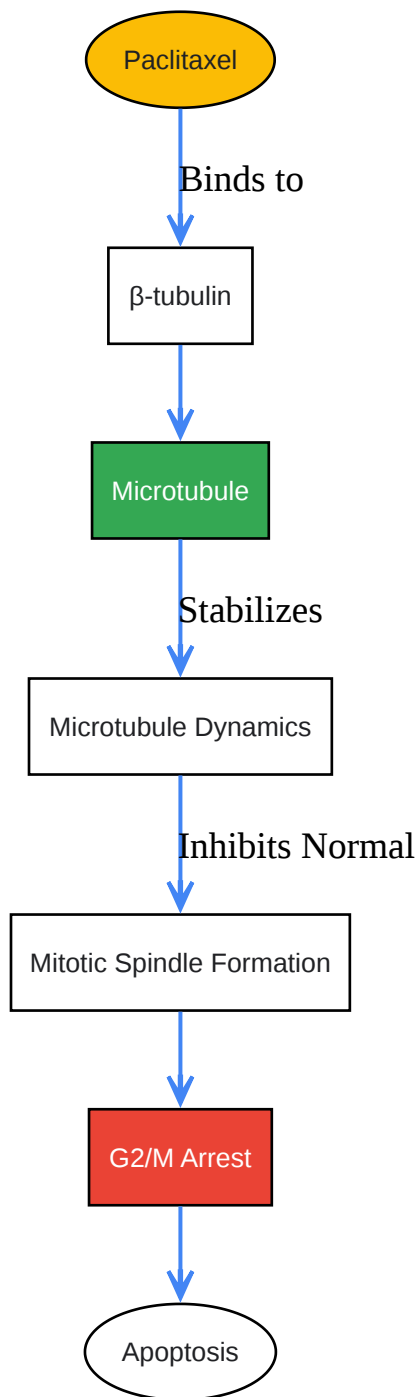 Paclitaxel
Binds to
β-tubulin
Microtubule
Stabilizes
Microtubule Dynamics
Inhibits Normal
Mitotic Spindle Formation
G2/M Arrest
Apoptosis